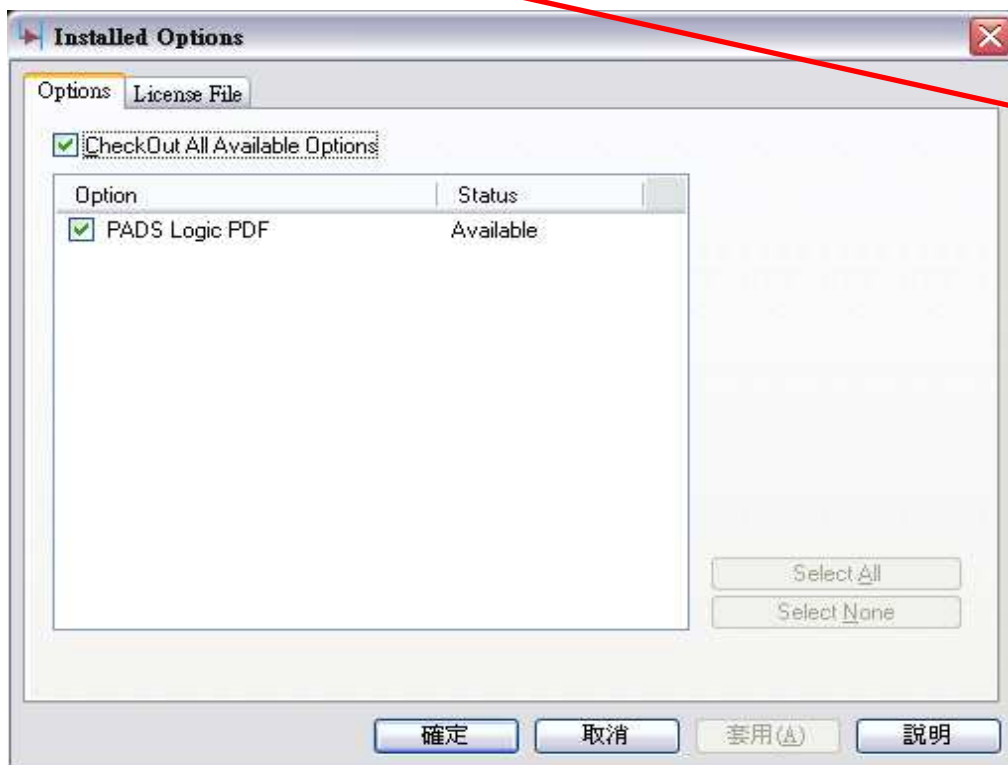 Installed Options
Options License File
CheckOut All Available Options
Option Status
PADS Logic PDF Available
Select All
Select None
確定 取消 套用(A) 說明